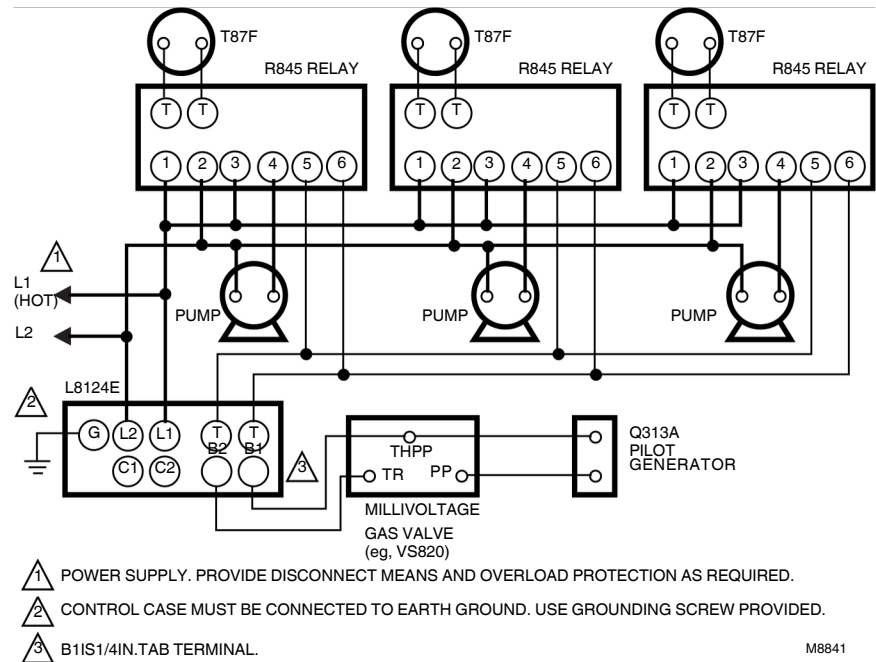 T87F T87F T87F
R845 RELAY R845 RELAY R845 RELAY
T T T T T T
1 2 3 4 5 6 1 2 3 4 5 6 1 2 3 4 5 6
1
L1
(HOT)
L2
PUMP PUMP PUMP
2
L8124E
G L2 L1 T T
B2 B1
C1 C2
3
THPP
TR PP
Q313A
PILOT
GENERATOR
MILLIVOLTAGE
GAS VALVE
(eg, VS820)
1 POWER SUPPLY. PROVIDE DISCONNECT MEANS AND OVERLOAD PROTECTION AS REQUIRED.
2 CONTROL CASE MUST BE CONNECTED TO EARTH GROUND. USE GROUNDING SCREW PROVIDED.
3 B1IS1/4IN.TAB TERMINAL.
M8841